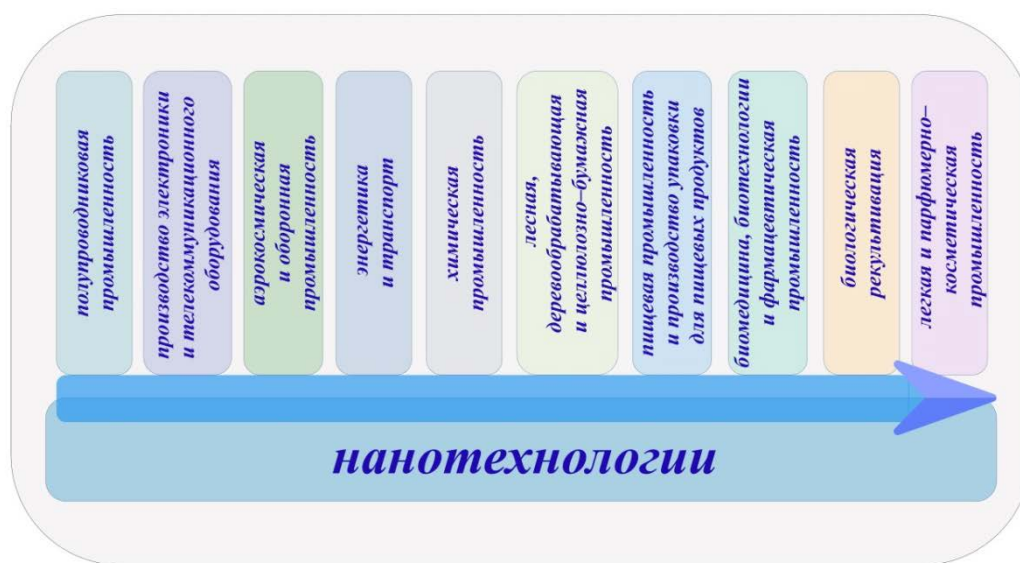 полупроводниковая
промышленность
производство электроники
и телекоммуникационного
оборудования
аэрокосмическая
и оборонная
промышленность
энергетика
и транспорт
химическая
промышленность
лесная,
деревообрабатывающая
и целлюлозно–бумажная
промышленность
пищевая промышленность
и производство упаковки
для пищевых продуктов
биомедицина, биотехнологии
и фармацевтическая
промышленность
биологическая
рекультивация
легкая и парфюмерно–
косметическая
промышленность
нанотехнологии